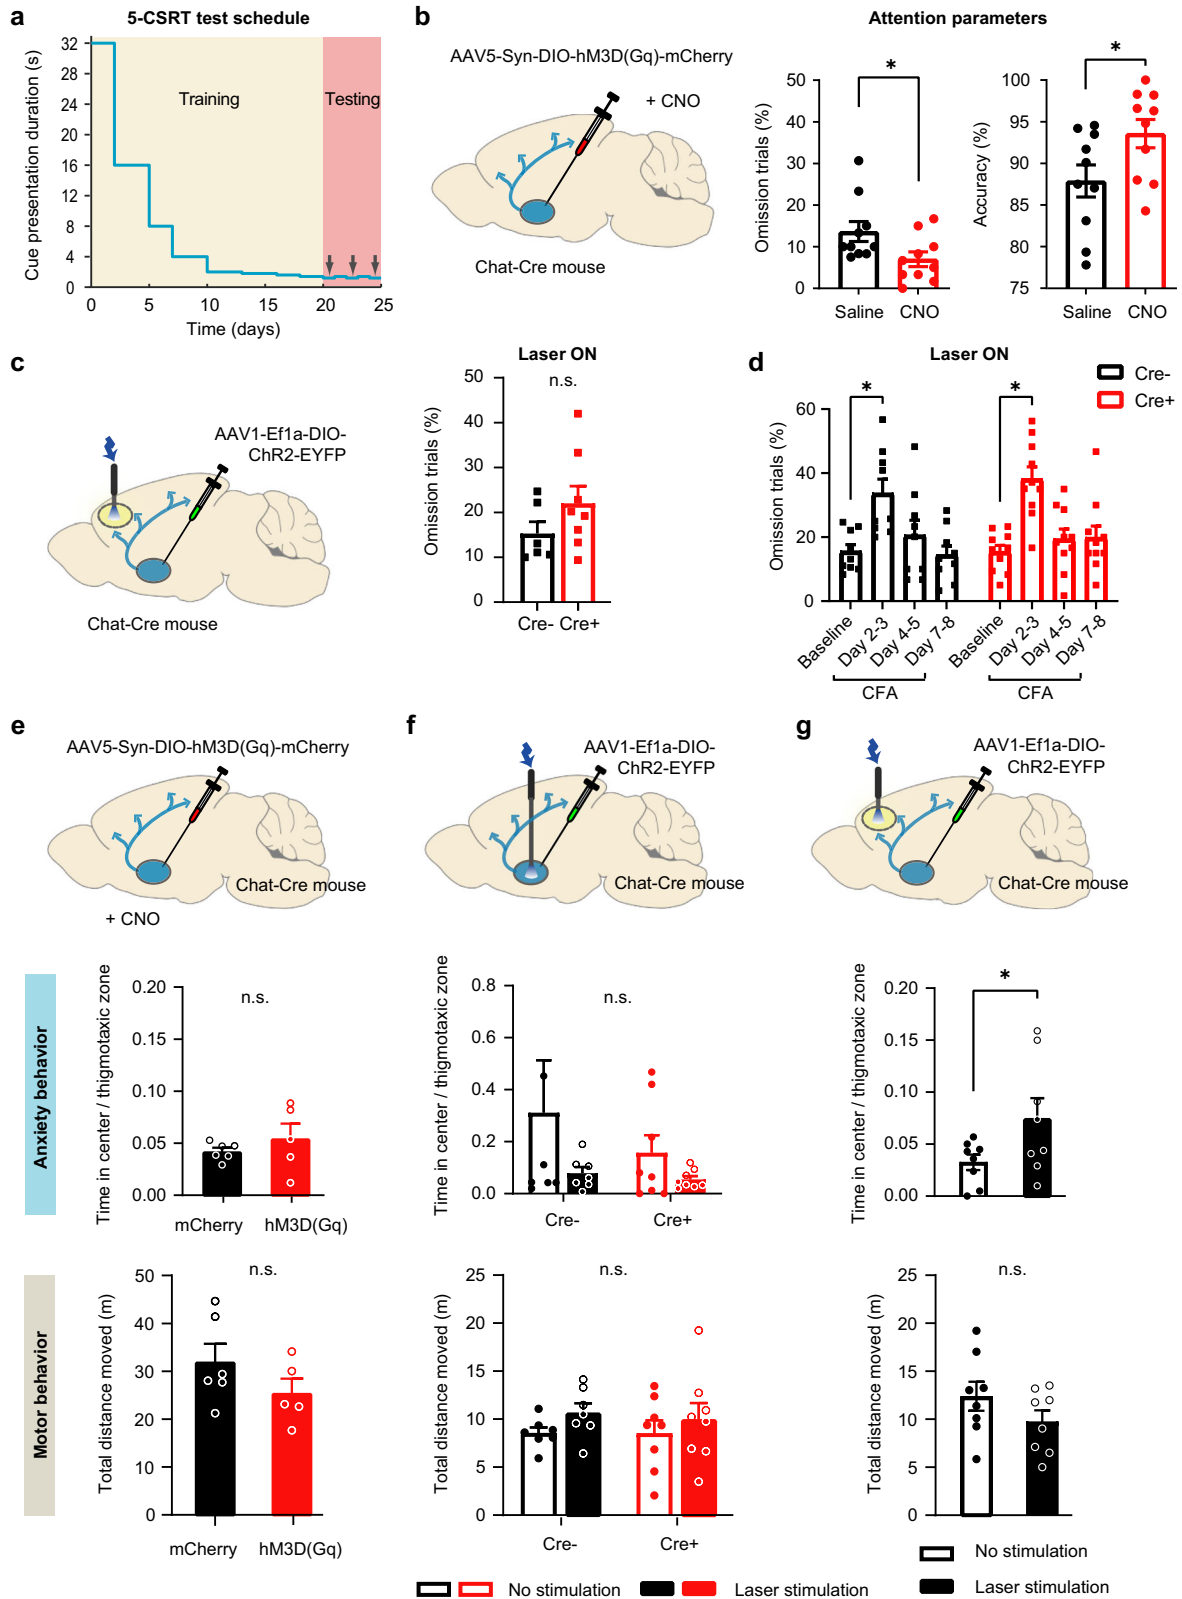 a
5-CSRT test schedule
Cue presentation duration (s)
32
28
24
20
16
12
8
4
0
Training
Testing
0 5 10 15 20 25
Time (days)
b
Attention parameters
AAV5-Syn-DIO-hM3D(Gq)-mCherry
+ CNO
Chat-Cre mouse
Omission trials (%)
50
40
30
20
10
0
*
Saline CNO
Accuracy (%)
100
95
90
85
80
75
*
Saline CNO
c
AAV1-Ef1a-DIO-
ChR2-EYFP
Chat-Cre mouse
Laser ON
n.s.
Omission trials (%)
50
40
30
20
10
0
Cre- Cre+
d
Laser ON
Cre-
Cre+
Omission trials (%)
60
40
20
0
*
*
Baseline Day 2-3 Day 4-5 Day 7-8
Baseline Day 2-3 Day 4-5 Day 7-8
CFA
CFA
e
AAV5-Syn-DIO-hM3D(Gq)-mCherry
Chat-Cre mouse
+ CNO
f
AAV1-Ef1a-DIO-
ChR2-EYFP
Chat-Cre mouse
g
AAV1-Ef1a-DIO-
ChR2-EYFP
Chat-Cre mouse
Anxiety behavior
Time in center / thigmotaxic zone
0.20
0.15
0.10
0.05
0.00
n.s.
mCherry hM3D(Gq)
Time in center / thigmotaxic zone
0.8
0.6
0.4
0.2
0.0
n.s.
Cre- Cre+
Time in center / thigmotaxic zone
0.20
0.15
0.10
0.05
0.00
*
Motor behavior
Total distance moved (m)
50
40
30
20
10
0
n.s.
mCherry hM3D(Gq)
Total distance moved (m)
25
20
15
10
5
0
n.s.
Cre- Cre+
Total distance moved (m)
25
20
15
10
5
0
n.s.
No stimulation
Laser stimulation
No stimulation
Laser stimulation